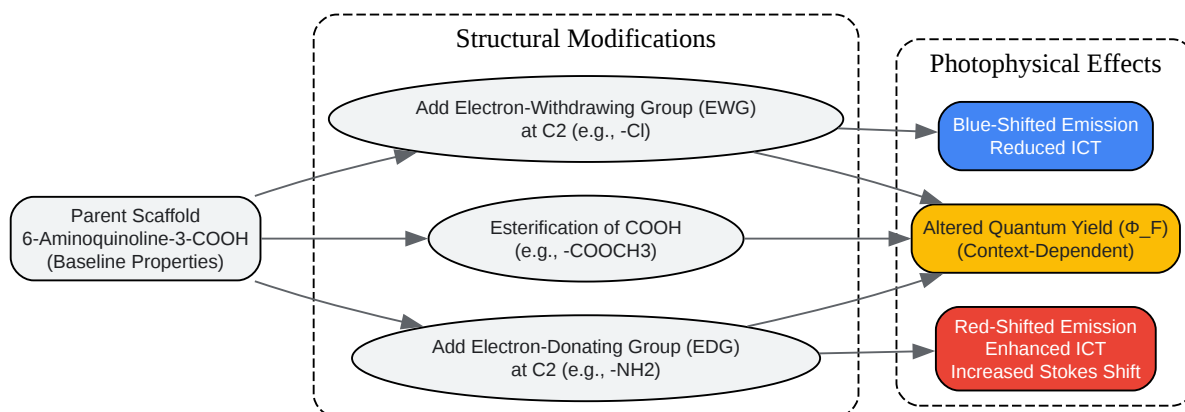 Structural Modifications
Photophysical Effects
Parent Scaffold
6-Aminoquinoline-3-COOH
(Baseline Properties)
Add Electron-Withdrawing Group (EWG)
at C2 (e.g., -Cl)
Esterification of COOH
(e.g., -COOCH3)
Add Electron-Donating Group (EDG)
at C2 (e.g., -NH2)
Blue-Shifted Emission
Reduced ICT
Altered Quantum Yield (Φ_F)
(Context-Dependent)
Red-Shifted Emission
Enhanced ICT
Increased Stokes Shift